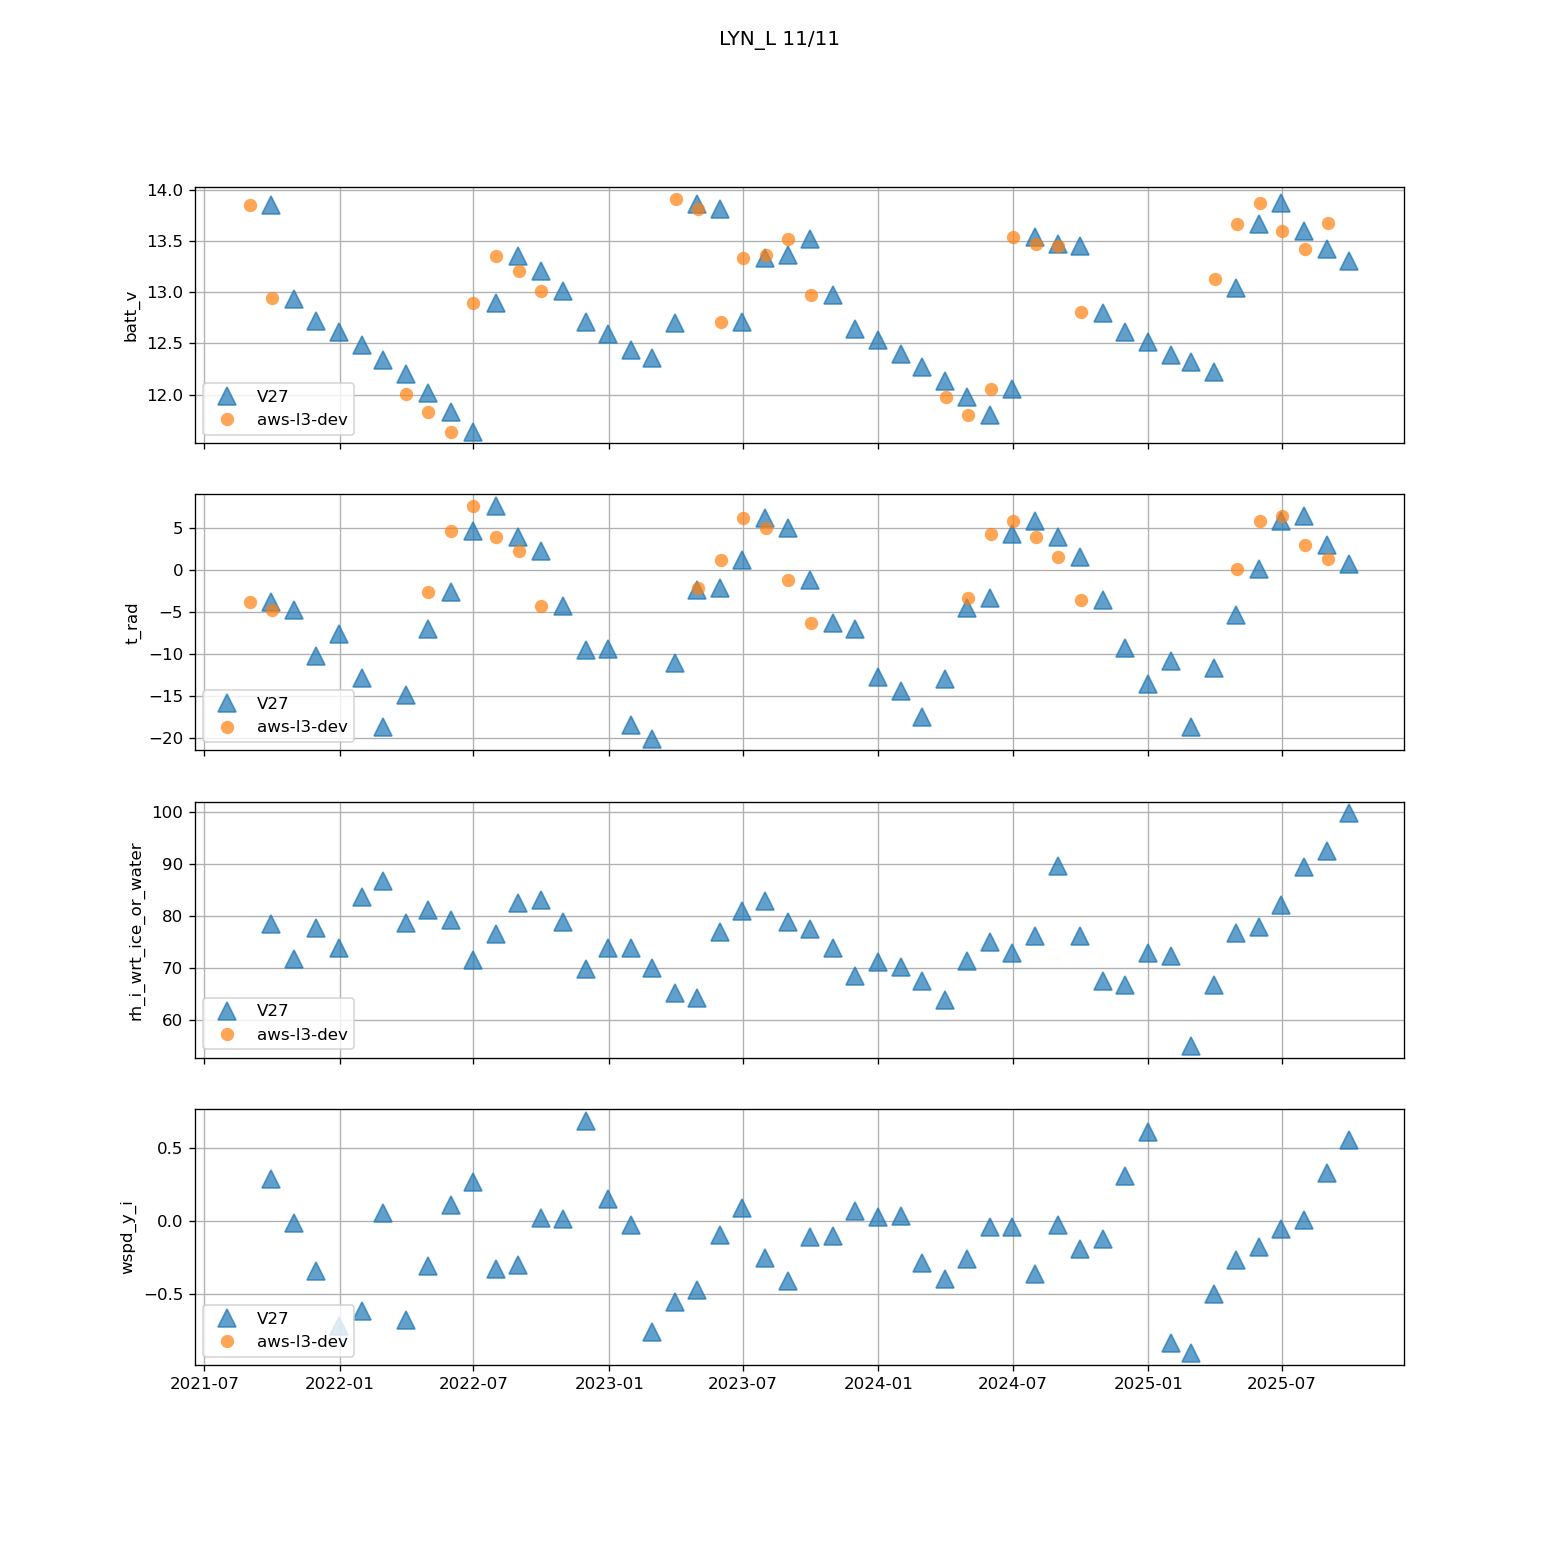 LYN_L 11/11
14.0
13.5
13.0
12.5
12.0
batt_v
V27
aws-l3-dev
5
0
−5
−10
−15
−20
t_rad
V27
aws-l3-dev
100
90
80
70
60
rh_i_wrt_ice_or_water
V27
aws-l3-dev
0.5
0.0
−0.5
wspd_y_i
V27
aws-l3-dev
2021-07 2022-01 2022-07 2023-01 2023-07 2024-01 2024-07 2025-01 2025-07